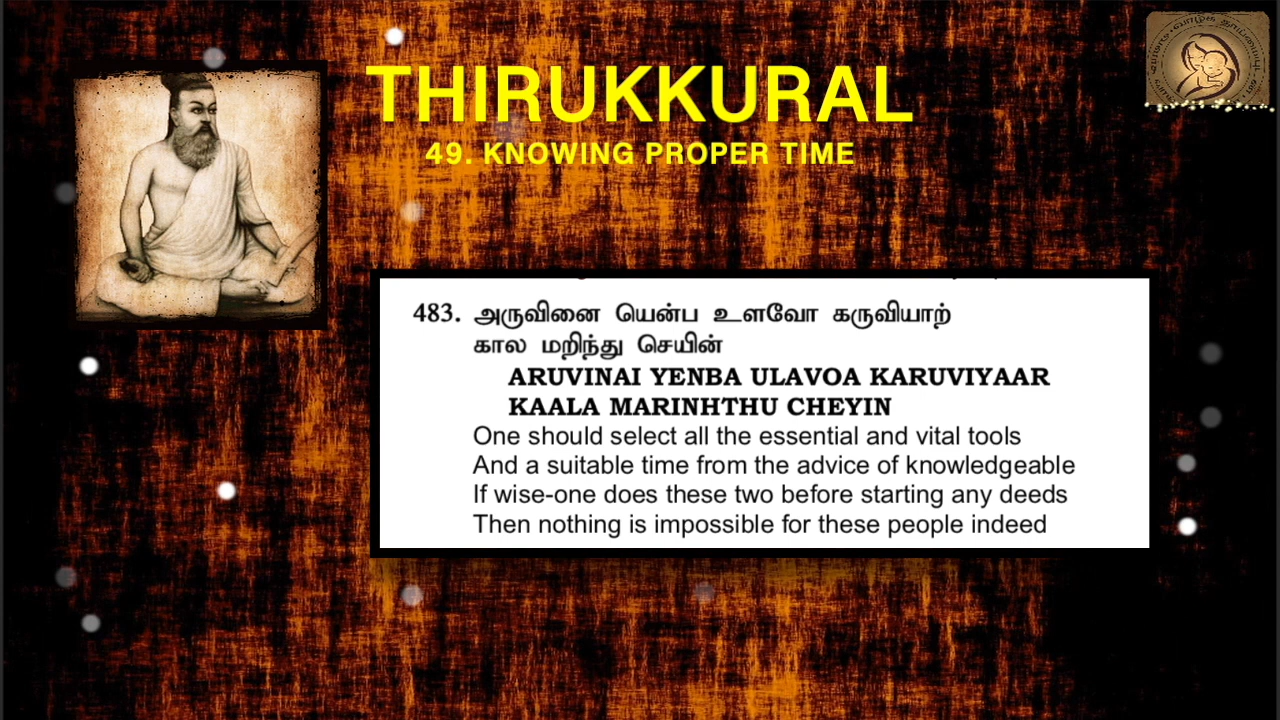 THIRUKKURAL
49. KNOWING PROPER TIME
483. அருவினை யென்ப உளவோ கருவியாற்
கால மறிந்து செயின்
ARUVINAI YENBA ULAVOA KARUVIYAAR
KAALA MARINHTHU CHEYIN
One should select all the essential and vital tools
And a suitable time from the advice of knowledgeable
If wise-one does these two before starting any deeds
Then nothing is impossible for these people indeed